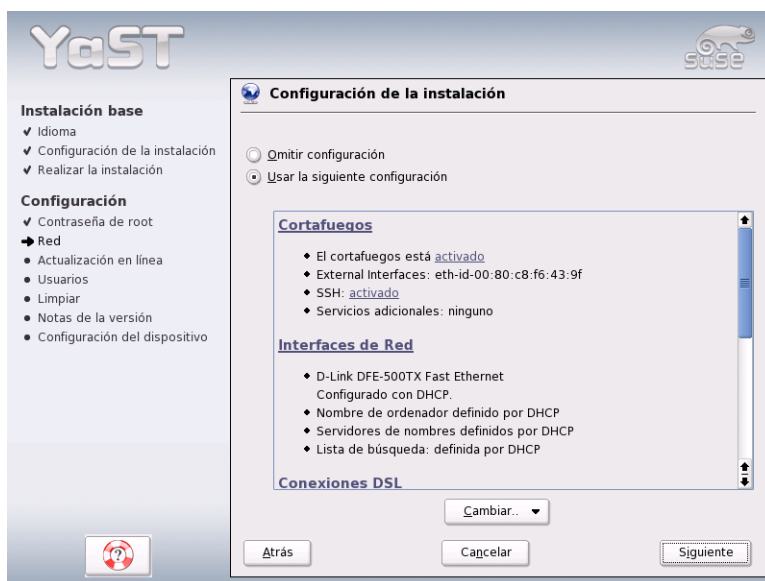 YaST
SUSE
Instalación base
Idioma
Configuración de la instalación
Realizar la instalación
Configuración
Contraseña de root
Red
Actualización en línea
Usuarios
Limpiar
Notas de la versión
Configuración del dispositivo
Configuración de la instalación
Omitir configuración
Usar la siguiente configuración
Cortafuegos
El cortafuegos está activado
External Interfaces: eth-id-00:80:c8:f6:43:9f
SSH: activado
Servicios adicionales: ninguno
Interfaces de Red
D-Link DFE-500TX Fast Ethernet
Configurado con DHCP.
Nombre de ordenador definido por DHCP
Servidores de nombres definidos por DHCP
Lista de búsqueda: definida por DHCP
Conexiones DSL
Cambiar..
?
Atrás
Cancelar
Siguiente